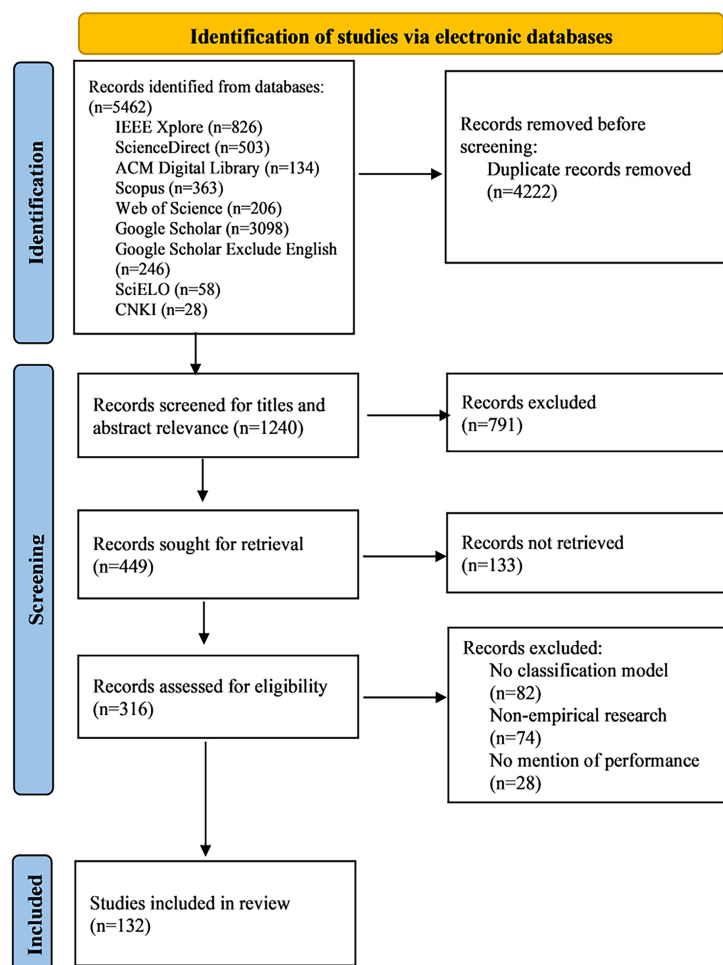 Identification of studies via electronic databases
Identification
Records identified from databases:
(n=5462)
IEEE Xplore (n=826)
ScienceDirect (n=503)
ACM Digital Library (n=134)
Scopus (n=363)
Web of Science (n=206)
Google Scholar (n=3098)
Google Scholar Exclude English
(n=246)
SciELO (n=58)
CNKI (n=28)
Records removed before
screening:
Duplicate records removed
(n=4222)
Screening
Records screened for titles and
abstract relevance (n=1240)
Records excluded
(n=791)
Records sought for retrieval
(n=449)
Records not retrieved
(n=133)
Records assessed for eligibility
(n=316)
Records excluded:
No classification model
(n=82)
Non-empirical research
(n=74)
No mention of performance
(n=28)
Included
Studies included in review
(n=132)